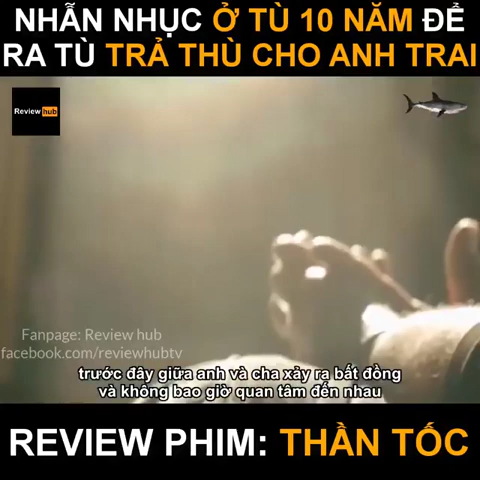 NHẪN NHỤC Ở TÙ 10 NĂM ĐỂ
RA TÙ TRẢ THÙ CHO ANH TRAI
Review hub
Fanpage: Review hub
facebook.com/reviewhubtv
trước đây giữa anh và cha xảy ra bất đồng
và không bao giờ quan tâm đến nhau
REVIEW PHIM: THẦN TỐC